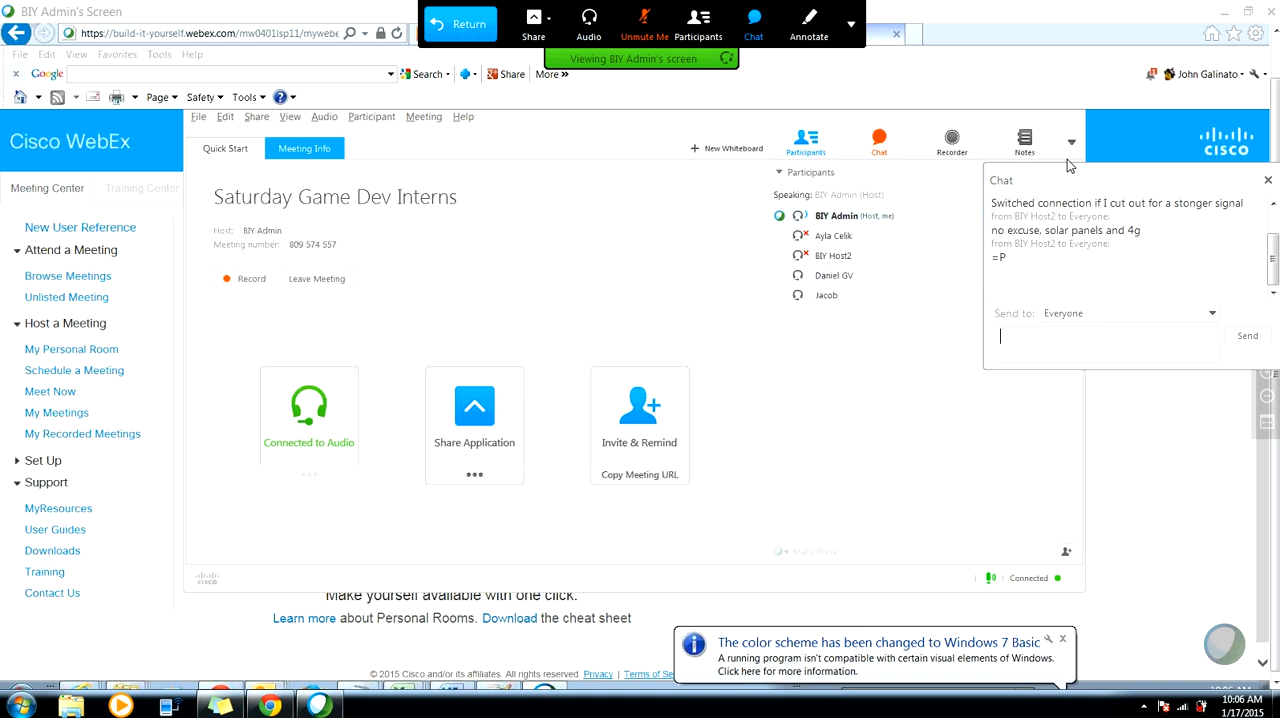 BIY Admin's Screen
https://build-it-yourself.webex.com/mw0401lsp11/mywebe
Return
Share
Audio
Unmute Me
Participants
Chat
Annotate
Viewing BIY Admin's screen
File Edit View Favorites Tools Help
Google
Search
Share
More »
John Galinato
Page
Safety
Tools
Cisco WebEx
CISCO
File Edit Share View Audio Participant Meeting Help
Quick Start
Meeting Info
New Whiteboard
Participants
Chat
Recorder
Notes
Meeting Center
Training Center
New User Reference
Attend a Meeting
Browse Meetings
Unlisted Meeting
Host a Meeting
My Personal Room
Schedule a Meeting
Meet Now
My Meetings
My Recorded Meetings
Set Up
Support
MyResources
User Guides
Downloads
Training
Contact Us
Saturday Game Dev Interns
Host: BIY Admin
Meeting number: 809 574 557
Record
Leave Meeting
Connected to Audio
Share Application
Invite & Remind
Copy Meeting URL
Participants
Speaking: BIY Admin (Host)
BIY Admin (Host, me)
Ayla Celik
BIY Host2
Daniel GV
Jacob
Chat
Switched connection if I cut out for a stonger signal
from BIY Host2 to Everyone:
no excuse, solar panels and 4g
from BIY Host2 to Everyone:
=P
Send to: Everyone
Send
Connected
Make yourself available with one click.
Learn more about Personal Rooms. Download the cheat sheet
© 2015 Cisco and/or its affiliates. All rights reserved. Privacy | Terms of Se
The color scheme has been changed to Windows 7 Basic
A running program isn't compatible with certain visual elements of Windows.
Click here for more information.
10:06 AM
1/17/2015